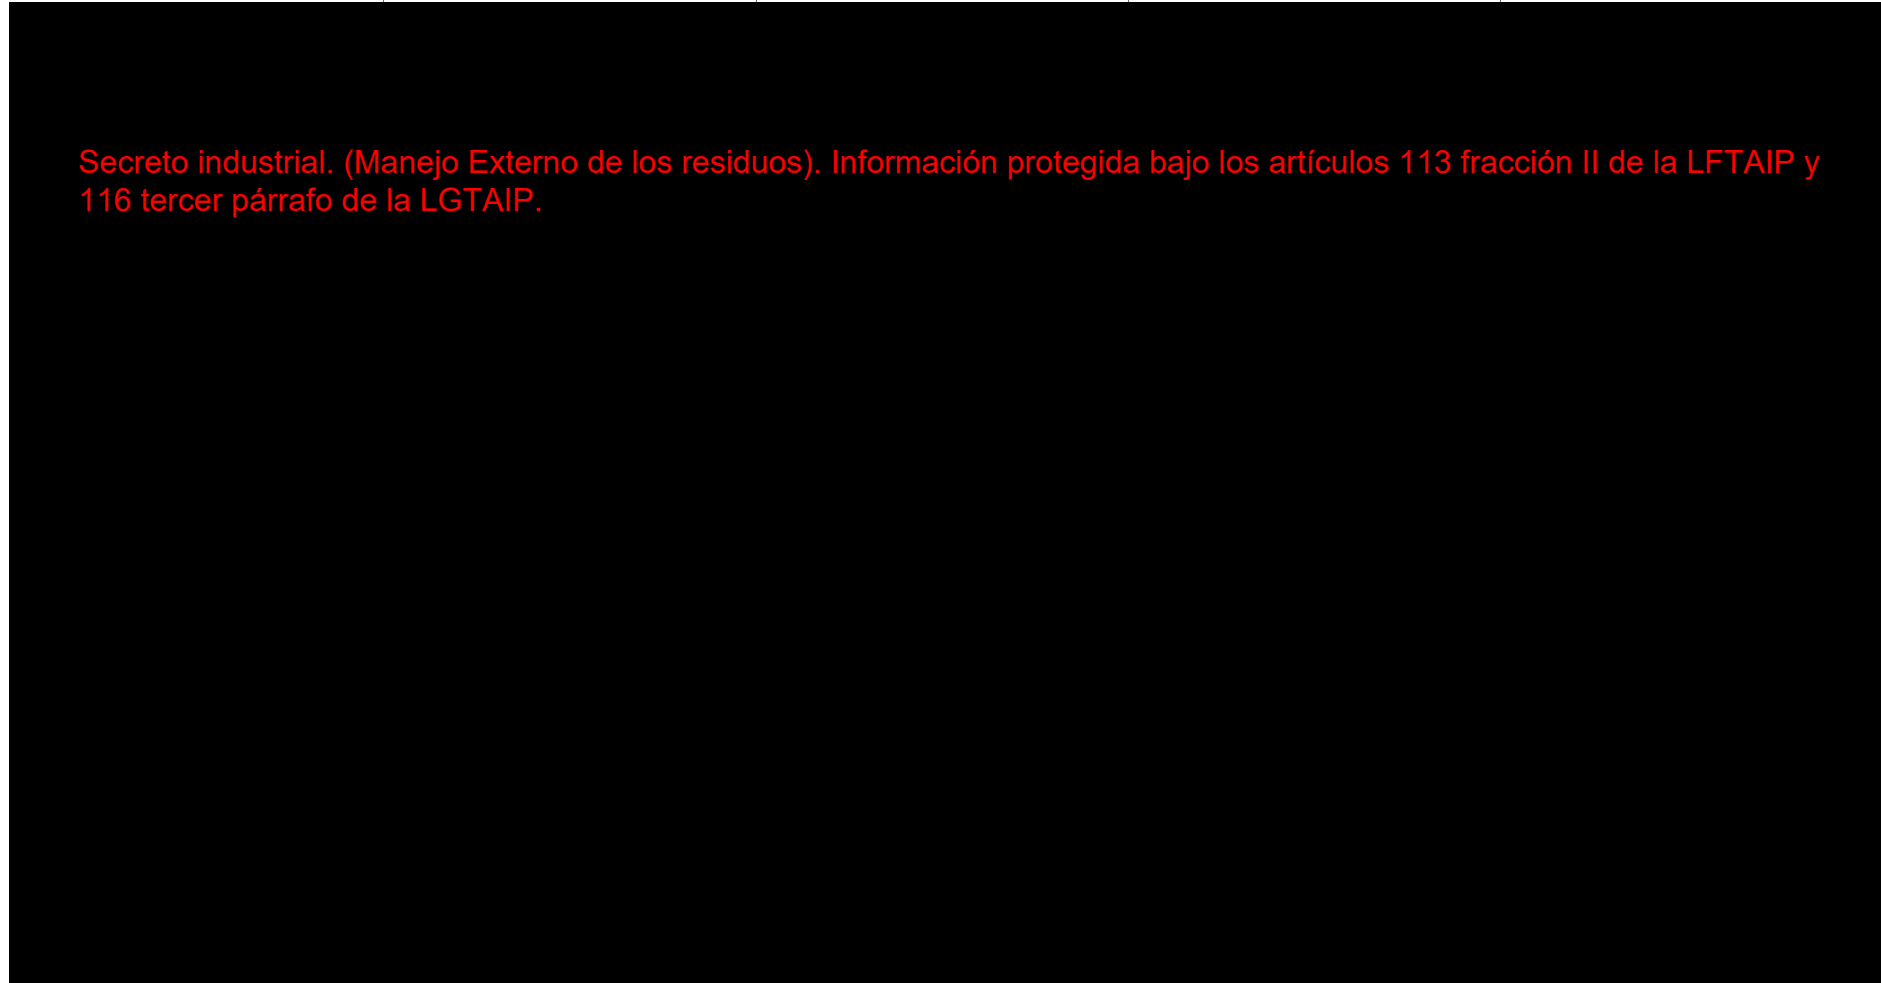 Secreto industrial. (Manejo Externo de los residuos). Información protegida bajo los artículos 113 fracción II de la LFTAIP y
116 tercer párrafo de la LGTAIP.